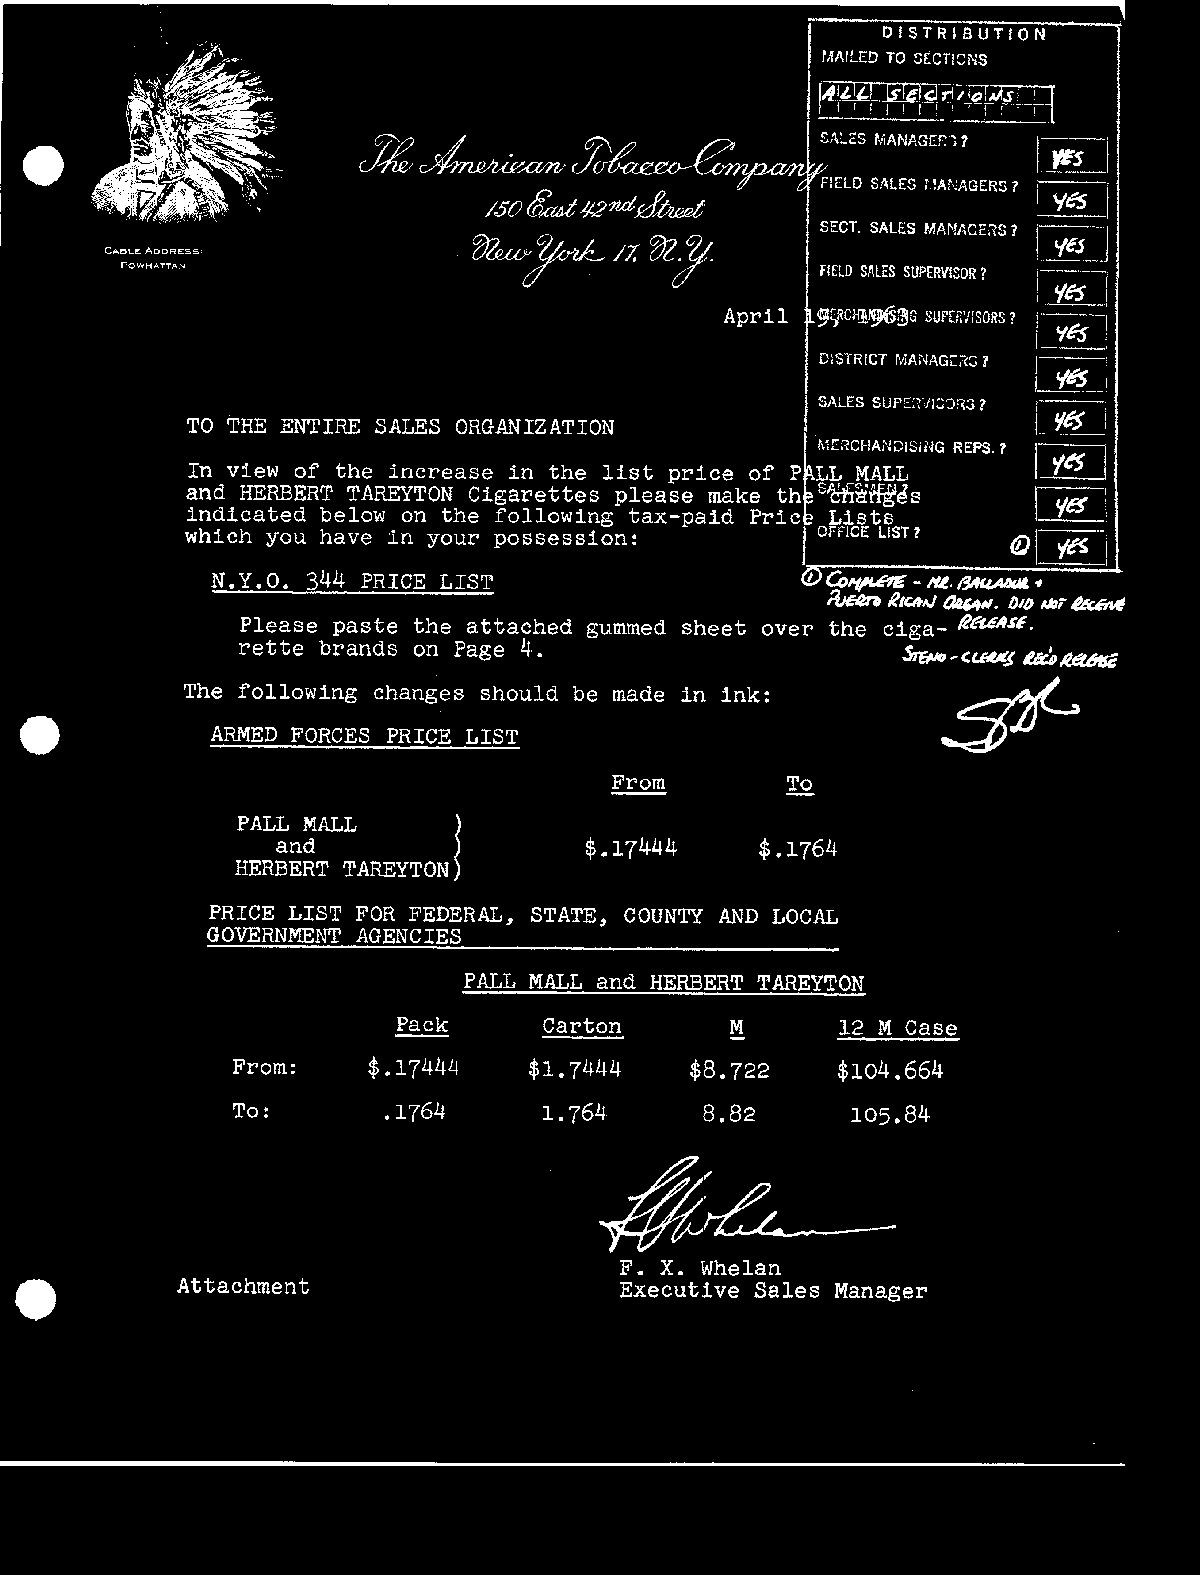 DISTRIBUTION
MAILED TO SECTIONS
ALL SECTIONS
SALES MANAGERS? YES
FIELD SALES MANAGERS? YES
SECT. SALES MANAGERS? YES
FIELD SALES SUPERVISOR? YES
MERCHANDISING SUPERVISORS? YES
DISTRICT MANAGERS? YES
SALES SUPERVISORS? YES
MERCHANDISING REPS.? YES
SALESMEN? YES
OFFICE LIST? ① YES
① COMPLETE - MR. BALLADUR +
PUERTO RICAN ORGAN. DID NOT RECEIVE
RELEASE.
STENO-CLERKS REC'D RELEASE
CABLE ADDRESS:
POWHATTAN
The American Tobacco Company
150 East 42nd Street
New York 17, N.Y.
April 19, 1963
TO THE ENTIRE SALES ORGANIZATION
In view of the increase in the list price of PALL MALL
and HERBERT TAREYTON Cigarettes please make the changes
indicated below on the following tax-paid Price Lists
which you have in your possession:
N.Y.O. 344 PRICE LIST
Please paste the attached gummed sheet over the ciga-
rette brands on Page 4.
The following changes should be made in ink:
ARMED FORCES PRICE LIST
From To
PALL MALL )
and ) $.17444 $.1764
HERBERT TAREYTON)
PRICE LIST FOR FEDERAL, STATE, COUNTY AND LOCAL
GOVERNMENT AGENCIES
PALL MALL and HERBERT TAREYTON
Pack Carton M 12 M Case
From: $.17444 $1.7444 $8.722 $104.664
To: .1764 1.764 8.82 105.84
F X Whelan
F. X. Whelan
Executive Sales Manager
Attachment